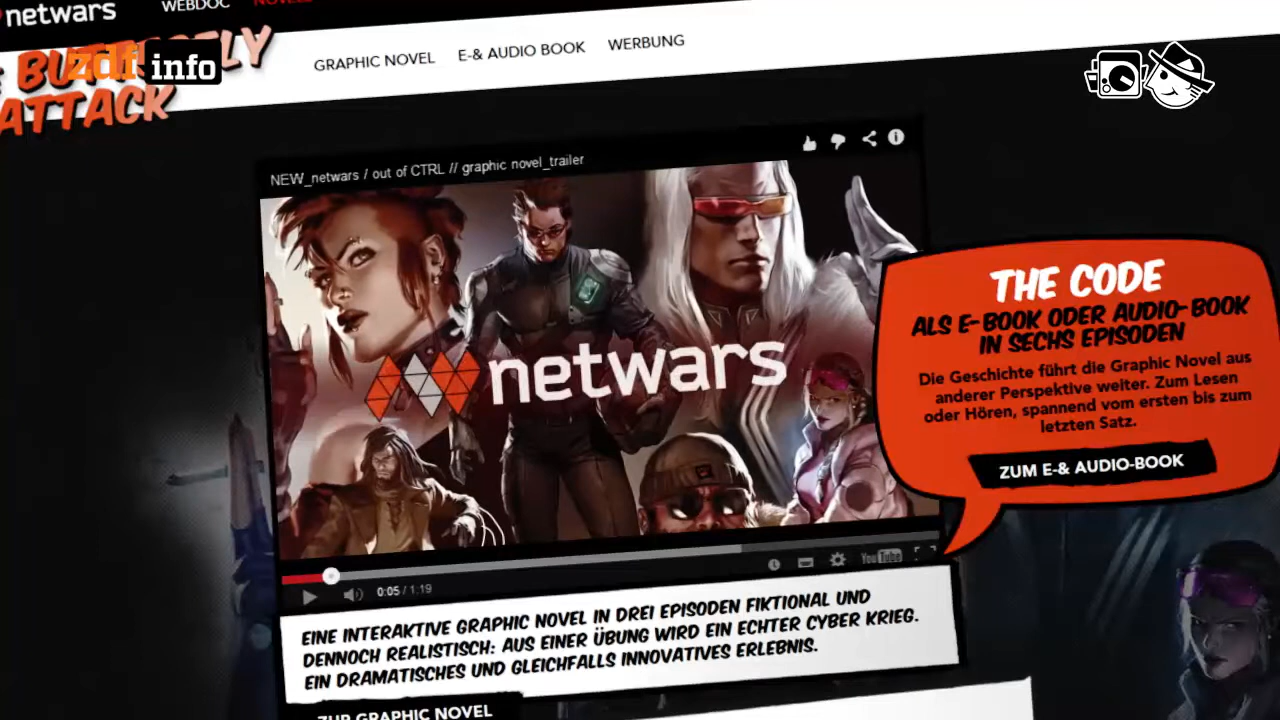 netwars
WEBDOC
NOVELS
BUTTERFLY
ATTACK
zdf info
GRAPHIC NOVEL
E-& AUDIO BOOK
WERBUNG
NEW_netwars / out of CTRL // graphic novel_trailer
netwars
THE CODE
ALS E-BOOK ODER AUDIO-BOOK
IN SECHS EPISODEN
Die Geschichte führt die Graphic Novel aus
anderer Perspektive weiter. Zum Lesen
oder Hören, spannend vom ersten bis zum
letzten Satz.
ZUM E-& AUDIO-BOOK
0:05 / 1:19
YouTube
EINE INTERAKTIVE GRAPHIC NOVEL IN DREI EPISODEN FIKTIONAL UND
DENNOCH REALISTISCH: AUS EINER ÜBUNG WIRD EIN ECHTER CYBER KRIEG.
EIN DRAMATISCHES UND GLEICHFALLS INNOVATIVES ERLEBNIS.
ZUR GRAPHIC NOVEL